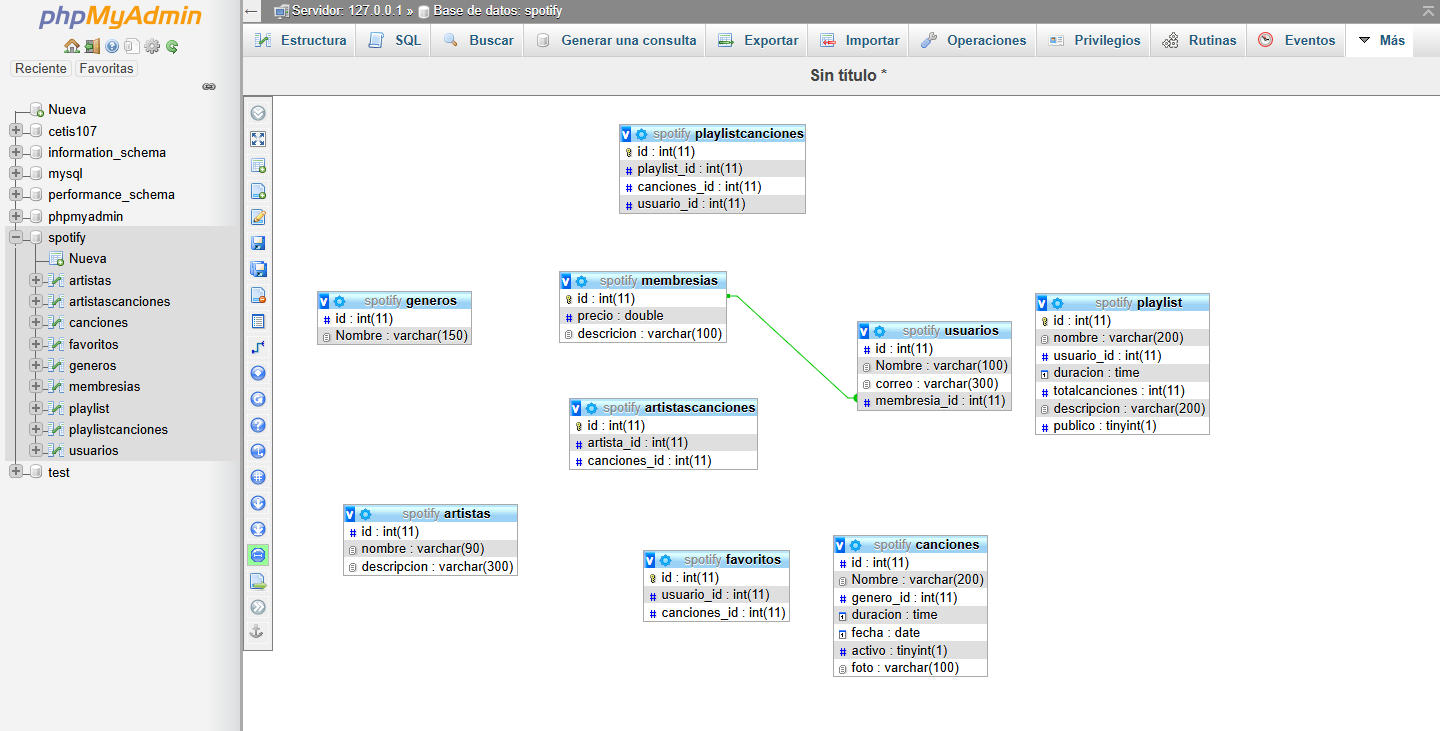 phpMyAdmin
Reciente Favoritas
Nueva
cetis107
information_schema
mysql
performance_schema
phpmyadmin
spotify
Nueva
artistas
artistascanciones
canciones
favoritos
generos
membresias
playlist
playlistcanciones
usuarios
test
Servidor: 127.0.0.1 » Base de datos: spotify
Estructura SQL Buscar Generar una consulta Exportar Importar Operaciones Privilegios Rutinas Eventos Más
Sin título *
spotify playlistcanciones
id : int(11)
playlist_id : int(11)
canciones_id : int(11)
usuario_id : int(11)
spotify generos
id : int(11)
Nombre : varchar(150)
spotify membresias
id : int(11)
precio : double
descricion : varchar(100)
spotify usuarios
id : int(11)
Nombre : varchar(100)
correo : varchar(300)
membresia_id : int(11)
spotify playlist
id : int(11)
nombre : varchar(200)
usuario_id : int(11)
duracion : time
totalcanciones : int(11)
descripcion : varchar(200)
publico : tinyint(1)
spotify artistascanciones
id : int(11)
artista_id : int(11)
canciones_id : int(11)
spotify artistas
id : int(11)
nombre : varchar(90)
descripcion : varchar(300)
spotify favoritos
id : int(11)
usuario_id : int(11)
canciones_id : int(11)
spotify canciones
id : int(11)
Nombre : varchar(200)
genero_id : int(11)
duracion : time
fecha : date
activo : tinyint(1)
foto : varchar(100)